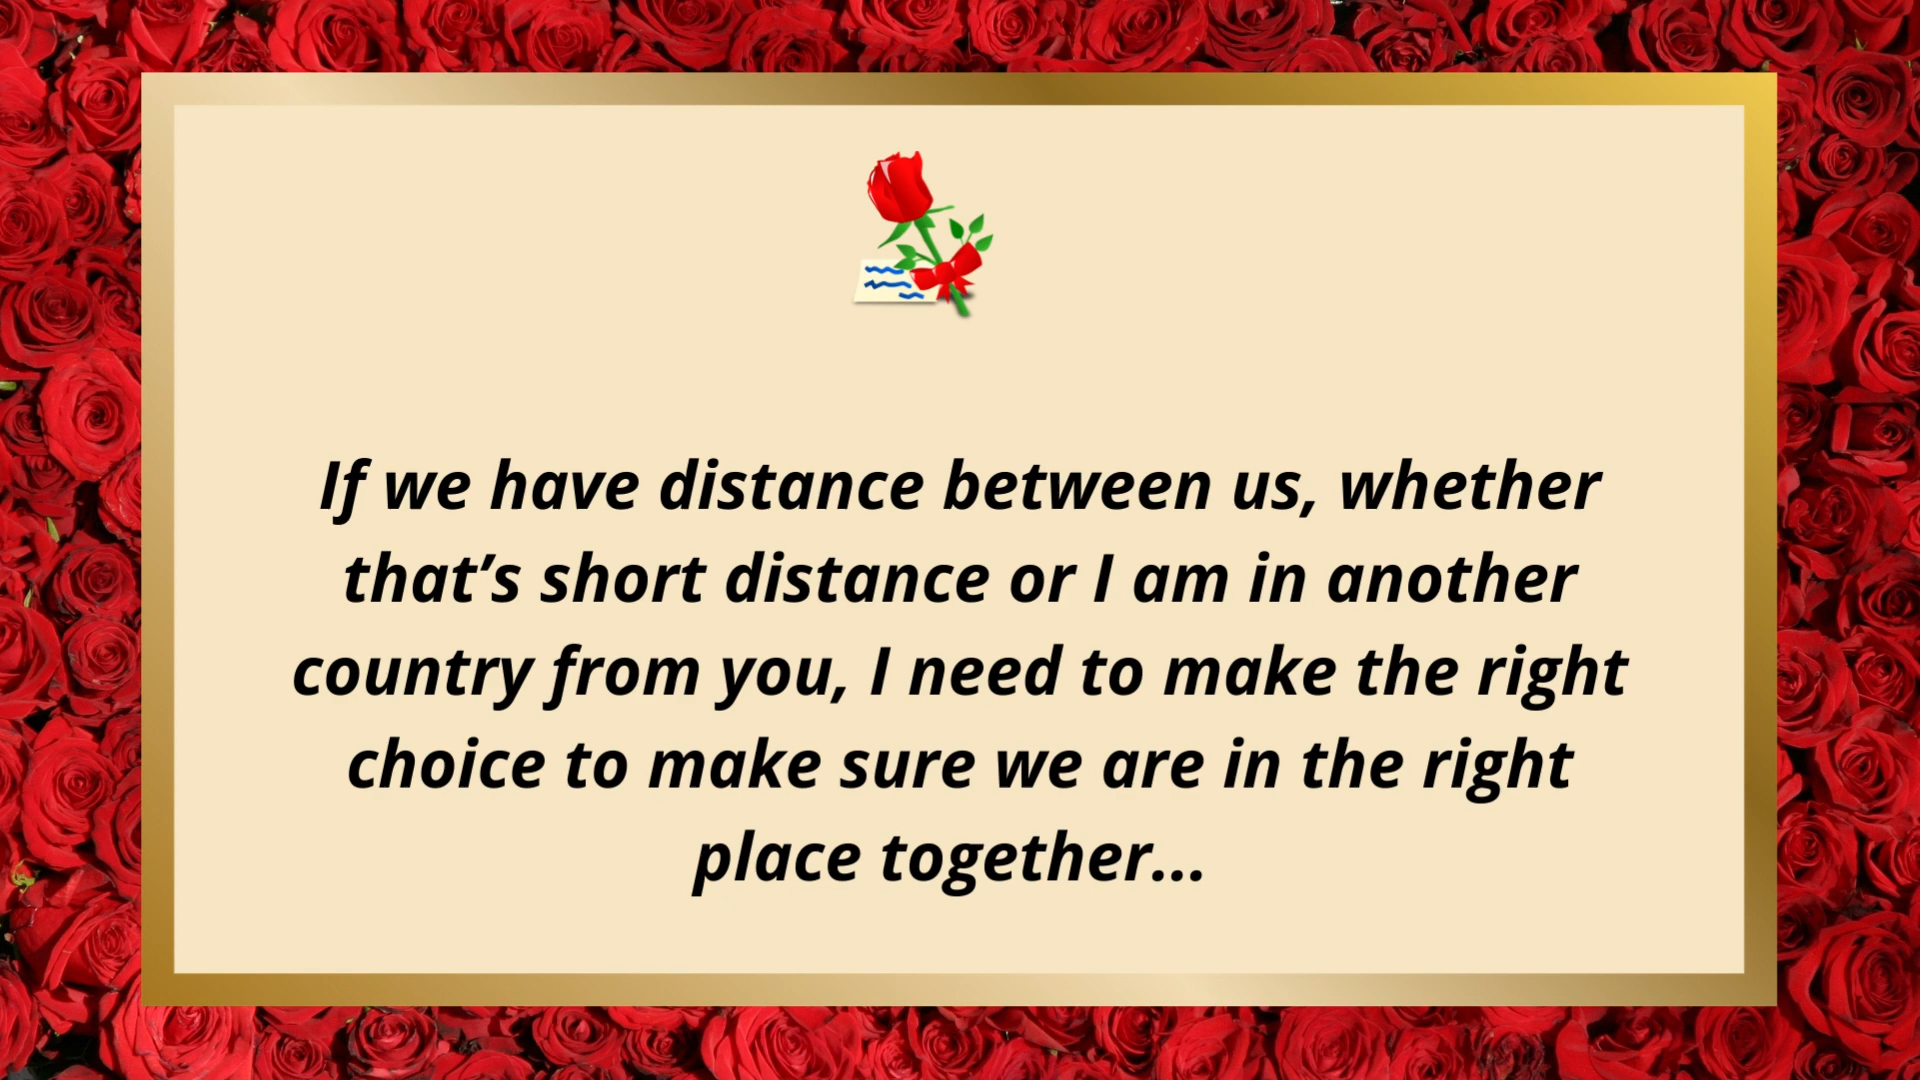 If we have distance between us, whether
that’s short distance or I am in another
country from you, I need to make the right
choice to make sure we are in the right
place together...